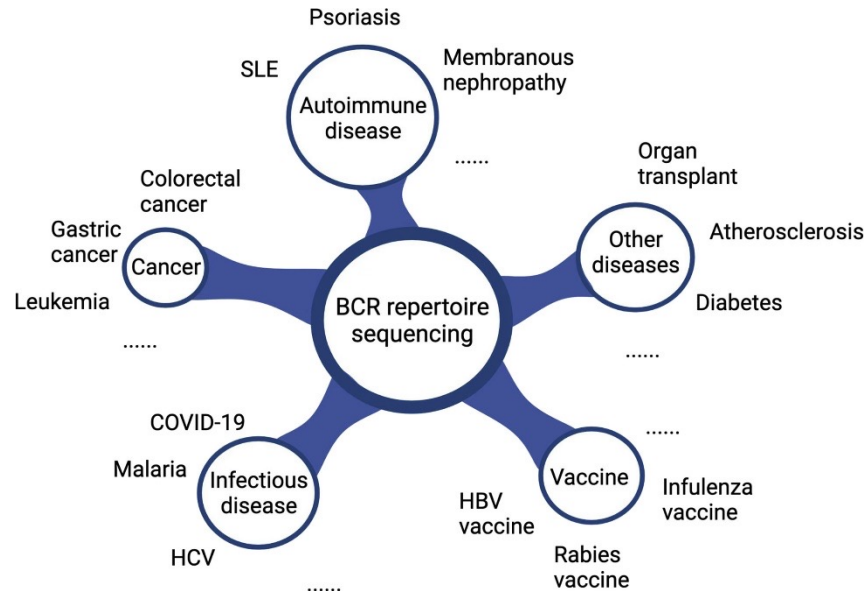 Psoriasis
SLE
Membranous
nephropathy
Autoimmune
disease
......
Colorectal
cancer
Gastric
cancer
Cancer
Leukemia
......
Organ
transplant
Other
diseases
Atherosclerosis
Diabetes
......
BCR repertoire
sequencing
COVID-19
Malaria
Infectious
disease
HCV
......
......
Vaccine
HBV
vaccine
Infulenza
vaccine
Rabies
vaccine